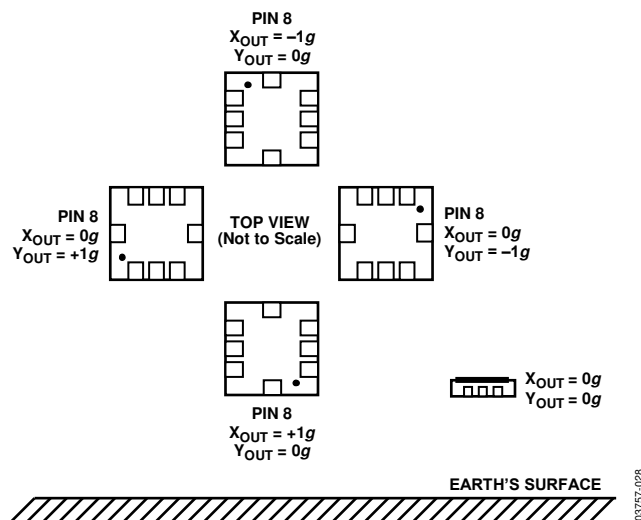 PIN 8
XOUT = –1g
YOUT = 0g
PIN 8
XOUT = 0g
YOUT = +1g
TOP VIEW
(Not to Scale)
PIN 8
XOUT = 0g
YOUT = –1g
PIN 8
XOUT = +1g
YOUT = 0g
XOUT = 0g
YOUT = 0g
EARTH'S SURFACE
03757-028